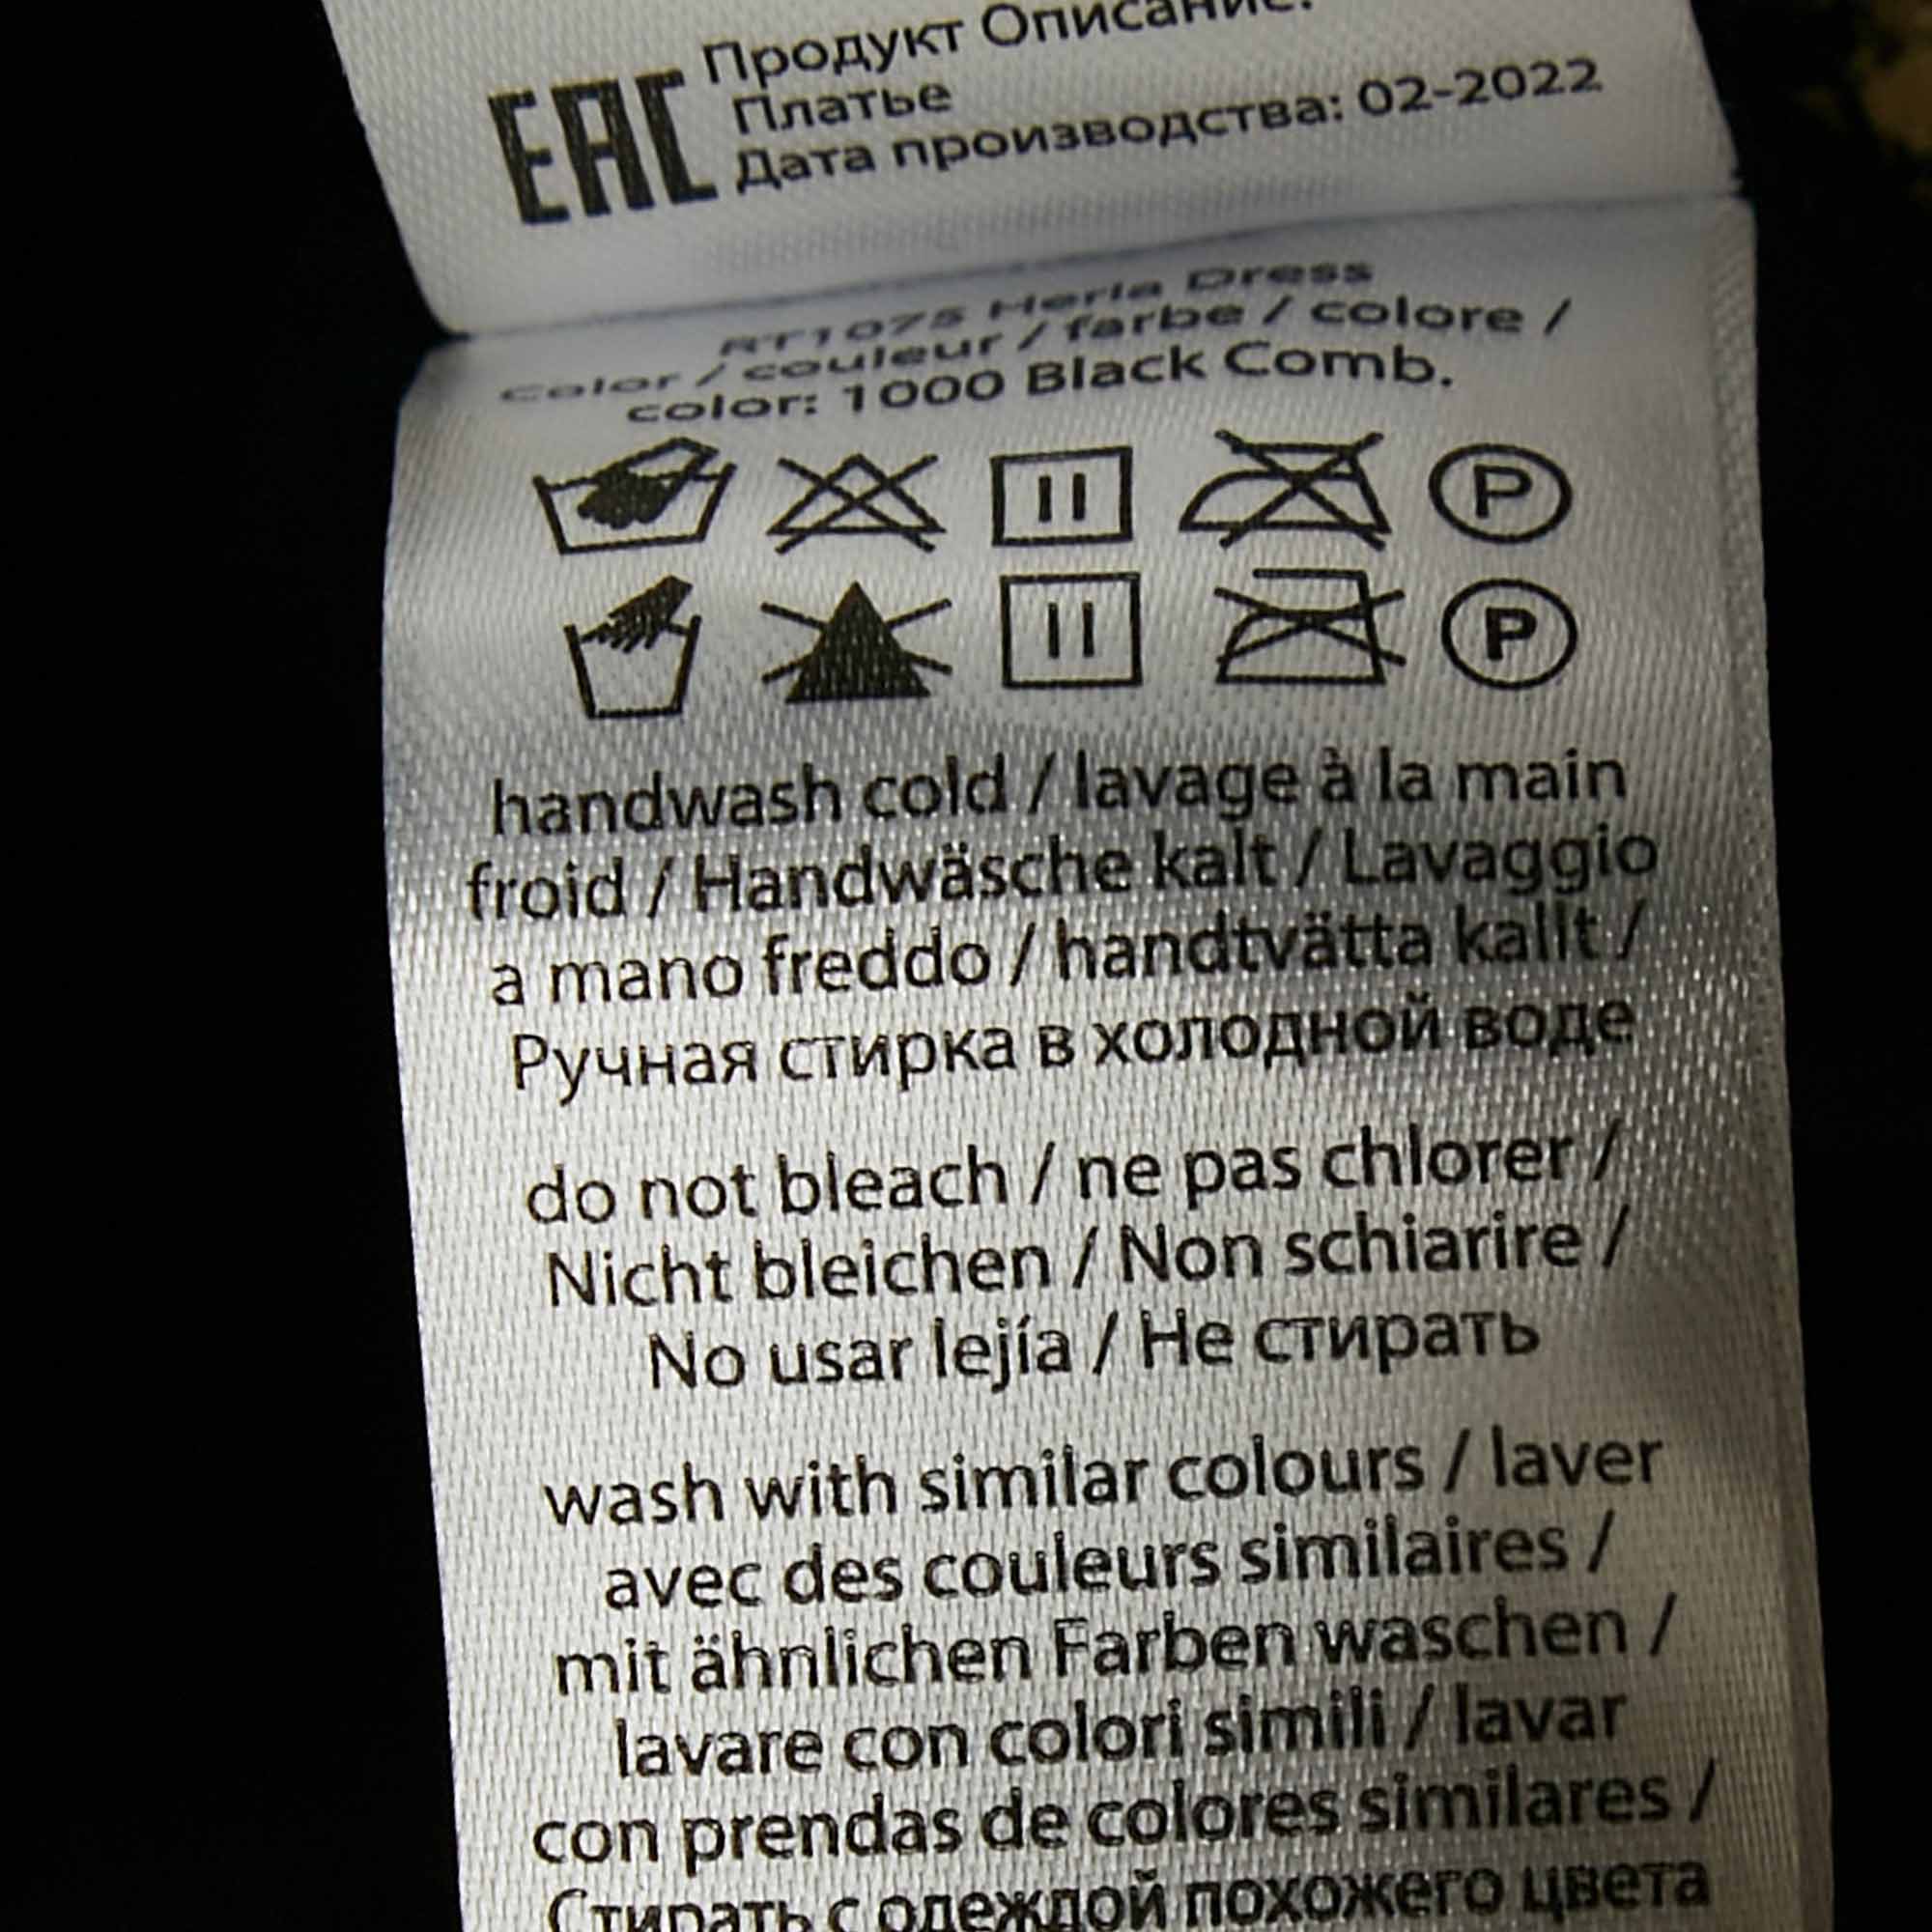 Продукт Описание:
EAC
Платье
Дата производства: 02-2022
RT1075 Herla Dress
Color / couleur / farbe / colore /
color: 1000 Black Comb.
P
P
handwash cold / lavage à la main
froid / Handwäsche kalt / Lavaggio
a mano freddo / handtvätta kallt /
Ручная стирка в холодной воде
do not bleach / ne pas chlorer /
Nicht bleichen / Non schiarire /
No usar lejía / Не стирать
wash with similar colours / laver
avec des couleurs similaires /
mit ähnlichen Farben waschen /
lavare con colori simili / lavar
con prendas de colores similares /
Стирать с одеждой похожего цвета